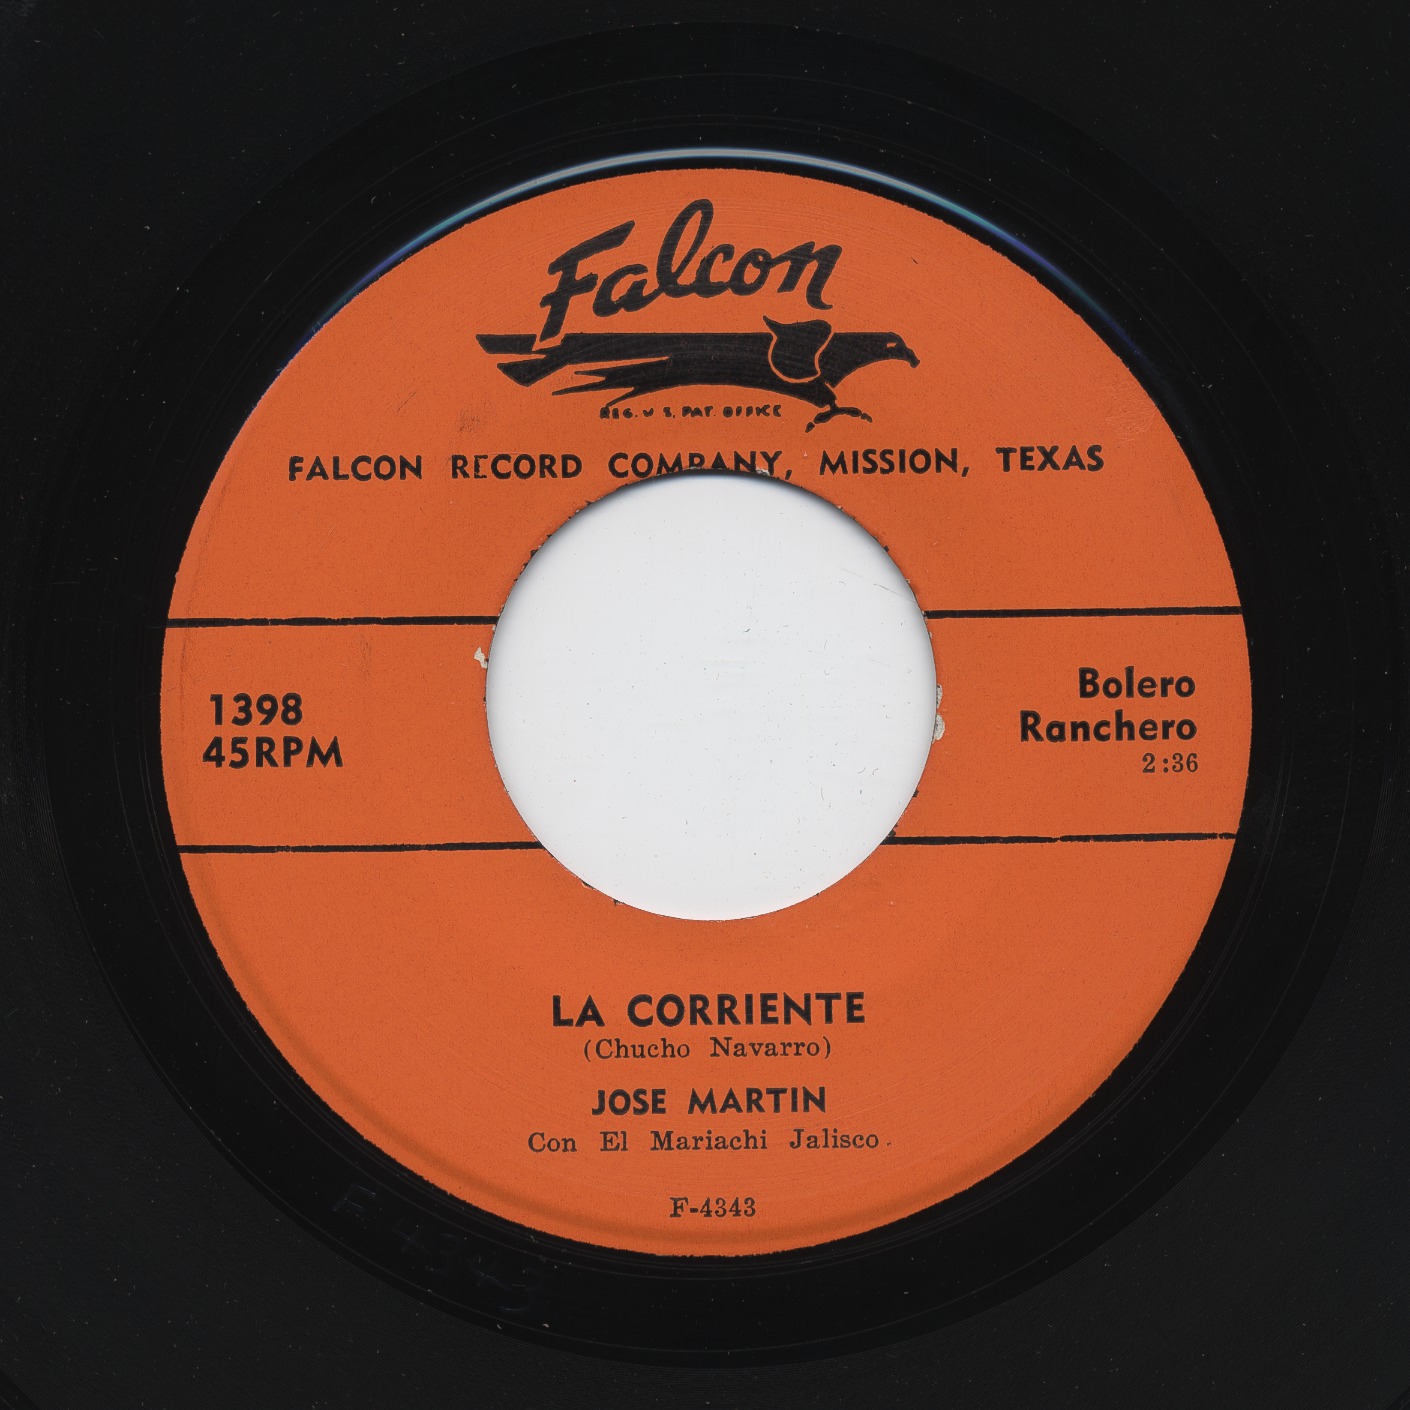 Falcon
REG. U.S. PAT. OFFICE
FALCON RECORD COMPANY, MISSION, TEXAS
1398
45RPM
Bolero
Ranchero
2:36
LA CORRIENTE
(Chucho Navarro)
JOSE MARTIN
Con El Mariachi Jalisco
F-4343
F 4343